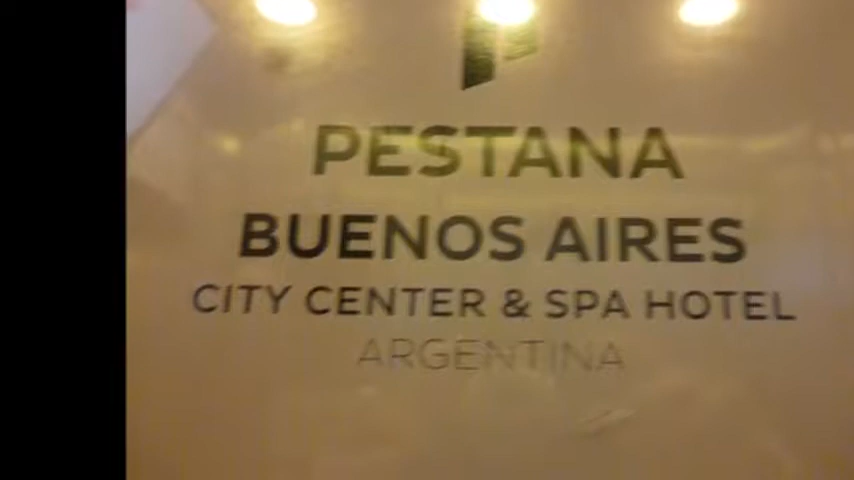 PESTANA
BUENOS AIRES
CITY CENTER & SPA HOTEL
ARGENTINA